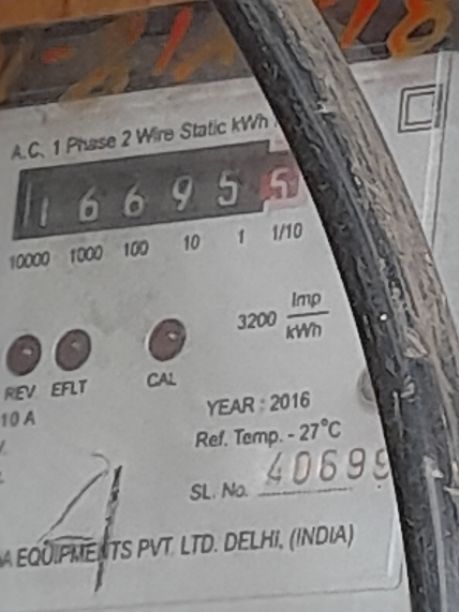 A.C. 1 Phase 2 Wire Static kWh
1 6 6 9 5 5
10000 1000 100 10 1 1/10
3200 Imp
kWh
REV EFLT CAL
10 A
YEAR : 2016
Ref. Temp. - 27°C
SL. No. 40699
EQUIPMENTS PVT. LTD. DELHI, (INDIA)